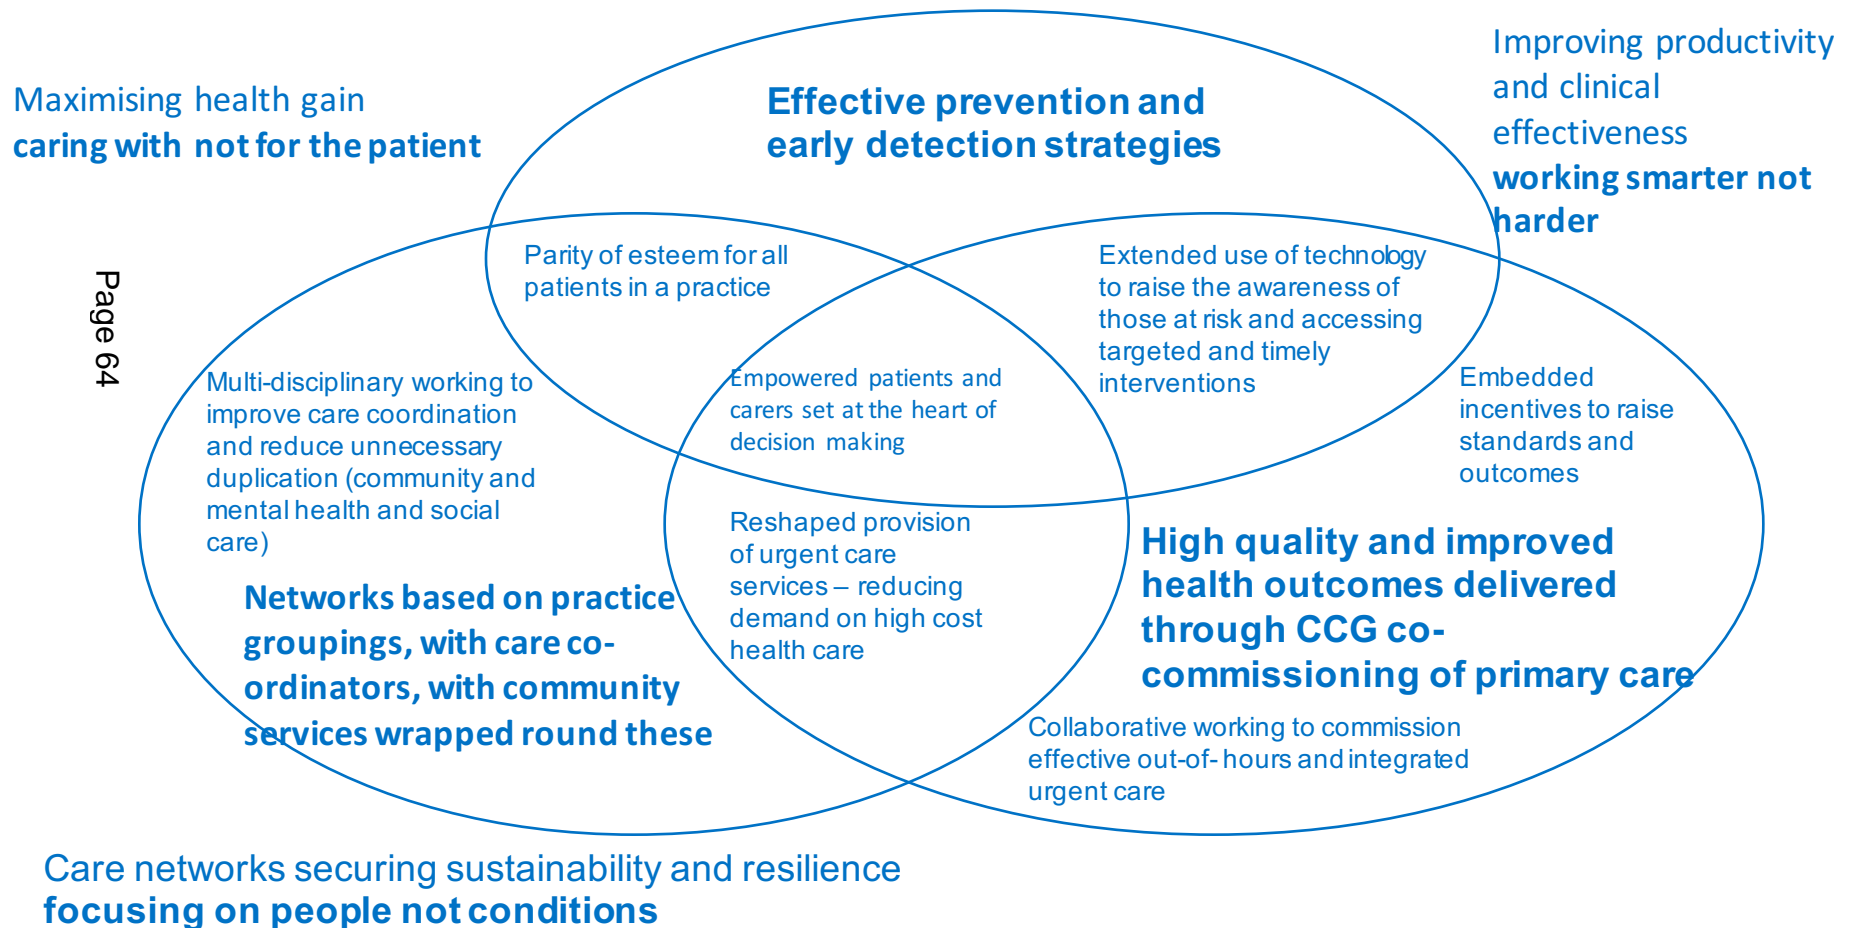 Maximising health gain
caring with not for the patient
Effective prevention and
early detection strategies
Improving productivity
and clinical
effectiveness
working smarter not
harder
Page 64
Parity of esteem for all
patients in a practice
Extended use of technology
to raise the awareness of
those at risk and accessing
targeted and timely
interventions
Multi-disciplinary working to
improve care coordination
and reduce unnecessary
duplication (community and
mental health and social
care)
Empowered patients and
carers set at the heart of
decision making
Embedded
incentives to raise
standards and
outcomes
Reshaped provision
of urgent care
services – reducing
demand on high cost
health care
Networks based on practice
groupings, with care co-
ordinators, with community
services wrapped round these
High quality and improved
health outcomes delivered
through CCG co-
commissioning of primary care
Collaborative working to commission
effective out-of- hours and integrated
urgent care
Care networks securing sustainability and resilience
focusing on people not conditions